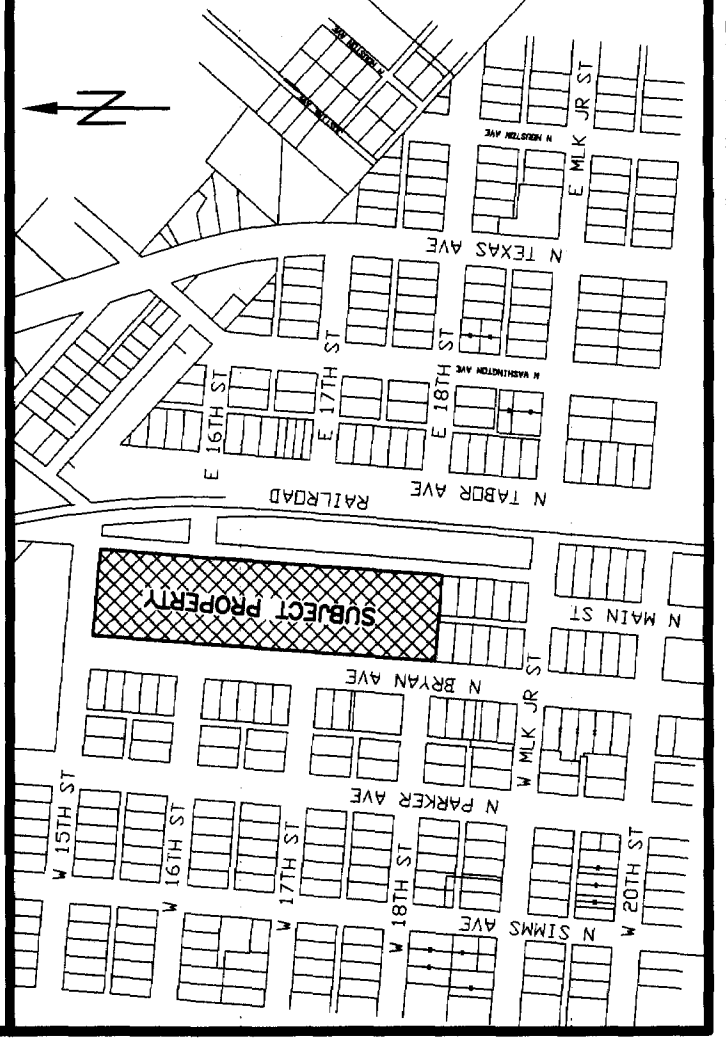 N HOUSTON AVE
E MLK JR ST
N HOUSTON AVE
N TEXAS AVE
E 17TH ST
E 18TH ST
N WASHINGTON AVE
E 16TH ST
N TABOR AVE
RAILROAD
SUBJECT PROPERTY
N MAIN ST
N BRYAN AVE
W MLK JR ST
N PARKER AVE
W 15TH ST
W 16TH ST
W 17TH ST
W 18TH ST
W 20TH ST
N SIMMS AVE
N